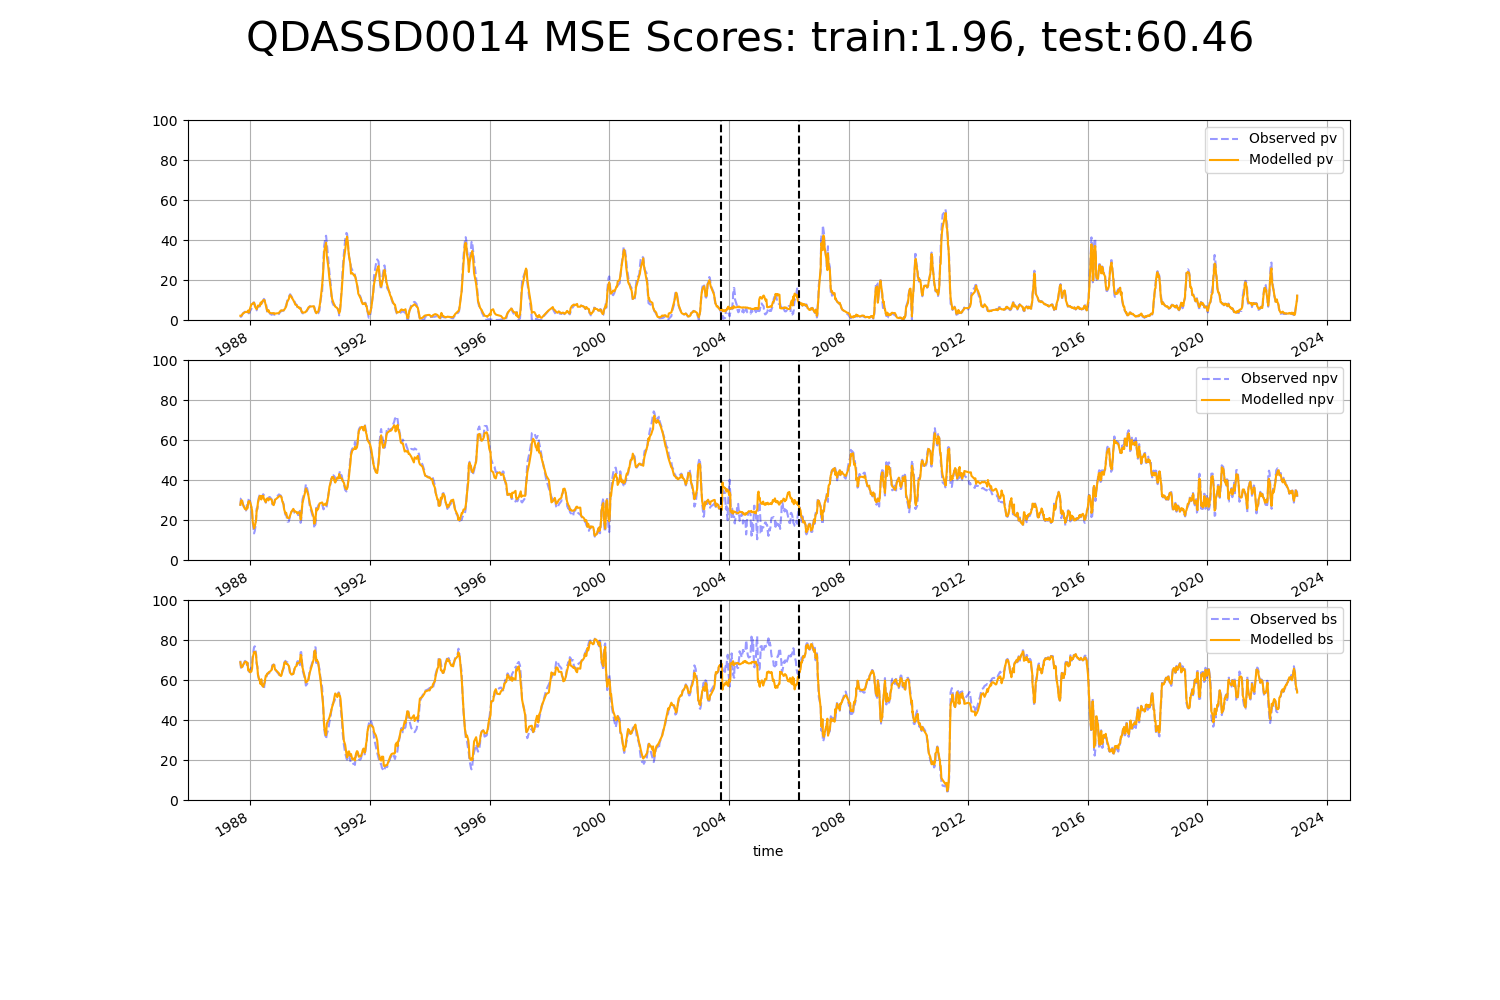 QDASSD0014 MSE Scores: train:1.96, test:60.46
100
80
60
40
20
0
Observed pv
Modelled pv
1988 1992 1996 2000 2004 2008 2012 2016 2020 2024
100
80
60
40
20
0
Observed npv
Modelled npv
1988 1992 1996 2000 2004 2008 2012 2016 2020 2024
100
80
60
40
20
0
Observed bs
Modelled bs
1988 1992 1996 2000 2004 2008 2012 2016 2020 2024
time